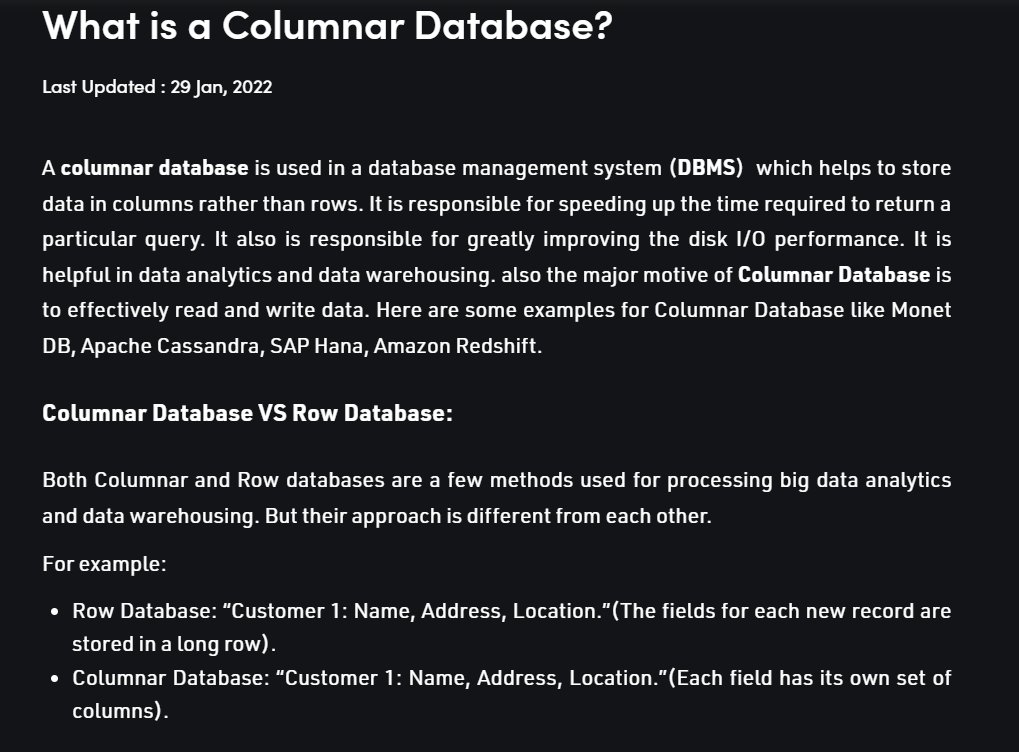 What is a Columnar Database?
Last Updated : 29 Jan, 2022
A columnar database is used in a database management system (DBMS)  which helps to store
data in columns rather than rows. It is responsible for speeding up the time required to return a
particular query. It also is responsible for greatly improving the disk I/O performance. It is
helpful in data analytics and data warehousing. also the major motive of Columnar Database is
to effectively read and write data. Here are some examples for Columnar Database like Monet
DB, Apache Cassandra, SAP Hana, Amazon Redshift.
Columnar Database VS Row Database:
Both Columnar and Row databases are a few methods used for processing big data analytics
and data warehousing. But their approach is different from each other.
For example:
• Row Database: “Customer 1: Name, Address, Location.”(The fields for each new record are
stored in a long row).
• Columnar Database: “Customer 1: Name, Address, Location.”(Each field has its own set of
columns).